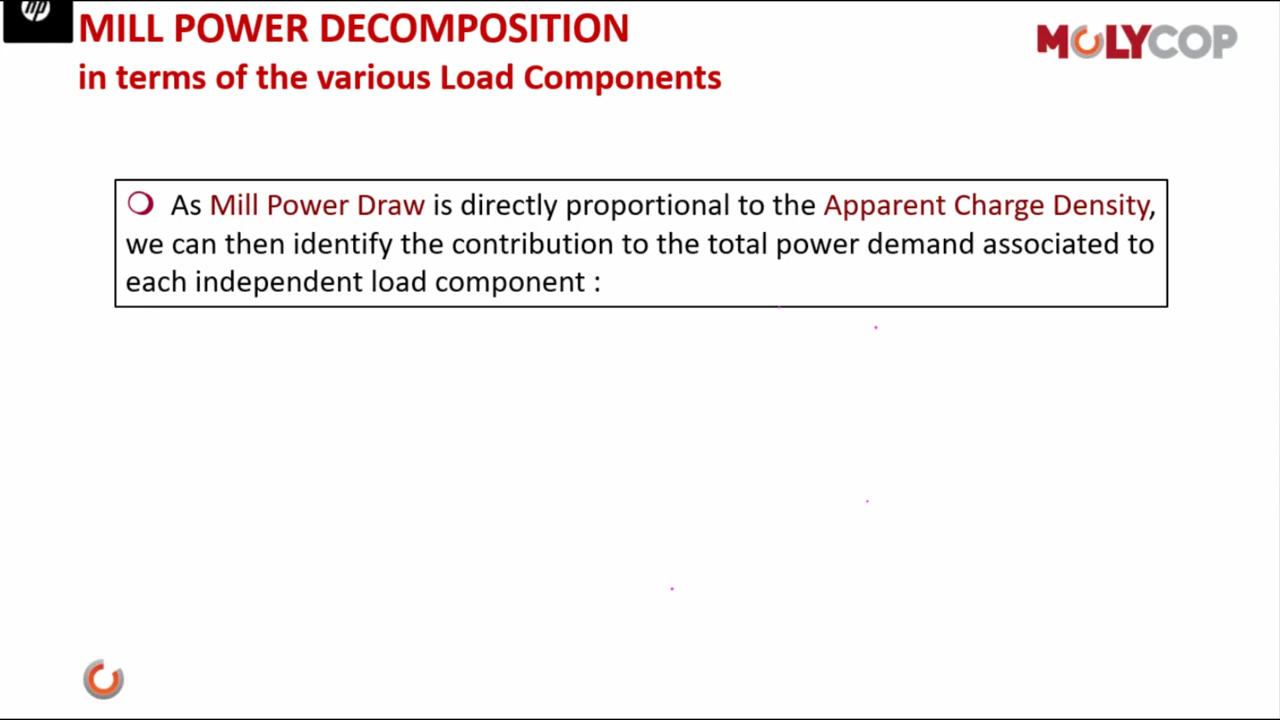 hp
MILL POWER DECOMPOSITION
MOLYCOP
in terms of the various Load Components
As Mill Power Draw is directly proportional to the Apparent Charge Density,
we can then identify the contribution to the total power demand associated to
each independent load component :